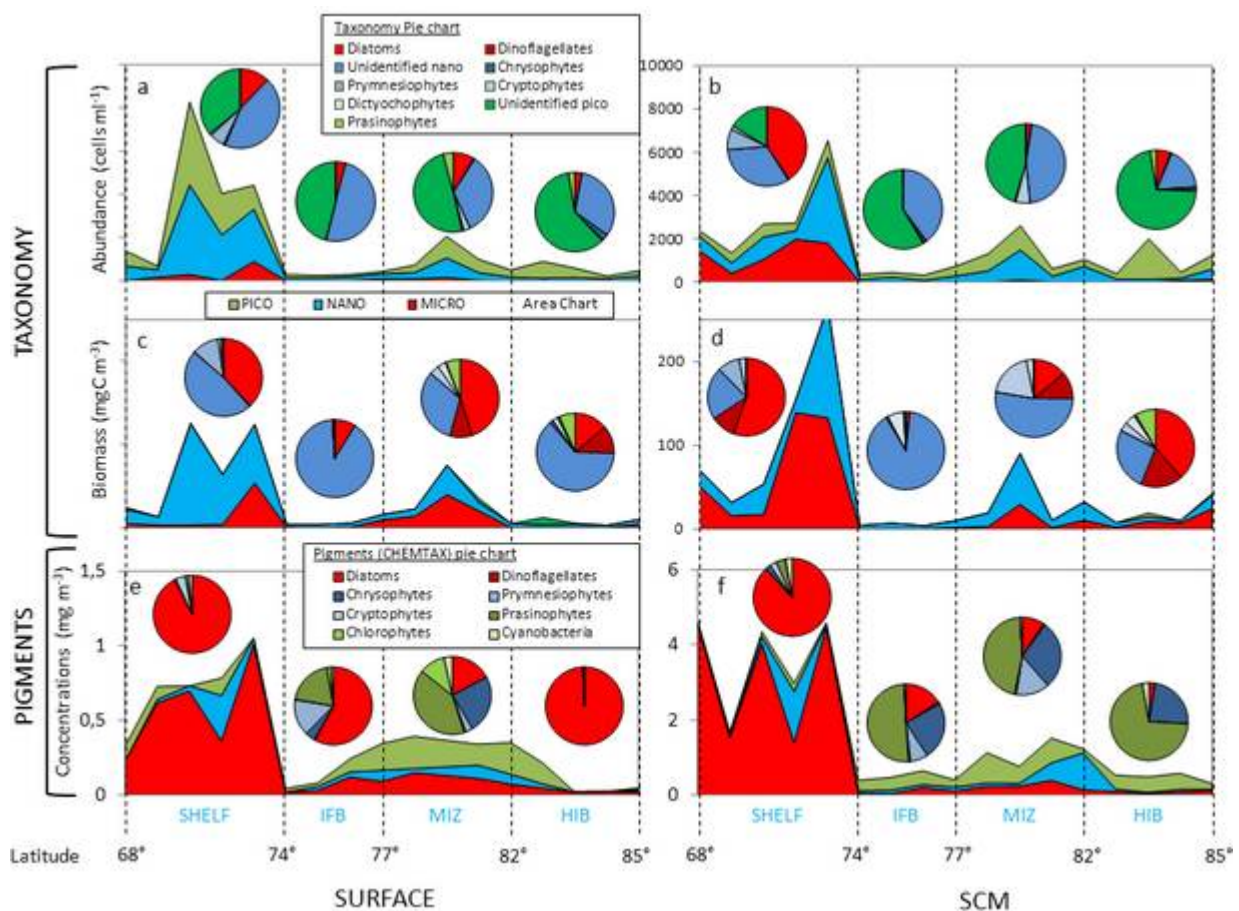 Taxonomy Pie chart
Diatoms Dinoflagellates
Unidentified nano Chrysophytes
Prymnesiophytes Cryptophytes
Dictyochophytes Unidentified pico
Prasinophytes
a
b
10000
8000
6000
4000
2000
0
Abundance (cells ml⁻¹)
TAXONOMY
PICO NANO MICRO Area Chart
c
d
200
100
0
Biomass (mgC m⁻³)
Pigments (CHEMTAX) pie chart
Diatoms Dinoflagellates
Chrysophytes Prymnesiophytes
Cryptophytes Prasinophytes
Chlorophytes Cyanobacteria
e
f
1,5
1
0,5
0
6
4
2
0
Concentrations (mg m⁻³)
PIGMENTS
SHELF IFB MIZ HIB SHELF IFB MIZ HIB
Latitude 68° 74° 77° 82° 85° 68° 74° 77° 82° 85°
SURFACE SCM